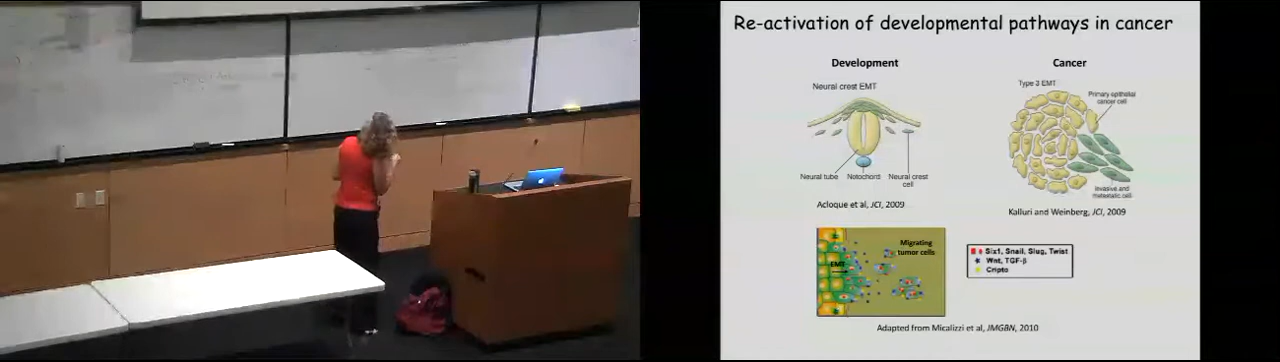 Re-activation of developmental pathways in cancer
Development
Cancer
Neural crest EMT
Type 3 EMT
Primary epithelial
cancer cell
Neural tube
Notochord
Neural crest
cell
Invasive and
metastatic cell
Acloque et al, JCI, 2009
Kalluri and Weinberg, JCI, 2009
EMT
Migrating
tumor cells
Six1, Snail, Slug, Twist
Wnt, TGF-β
Cripto
Adapted from Micalizzi et al, JMGBN, 2010